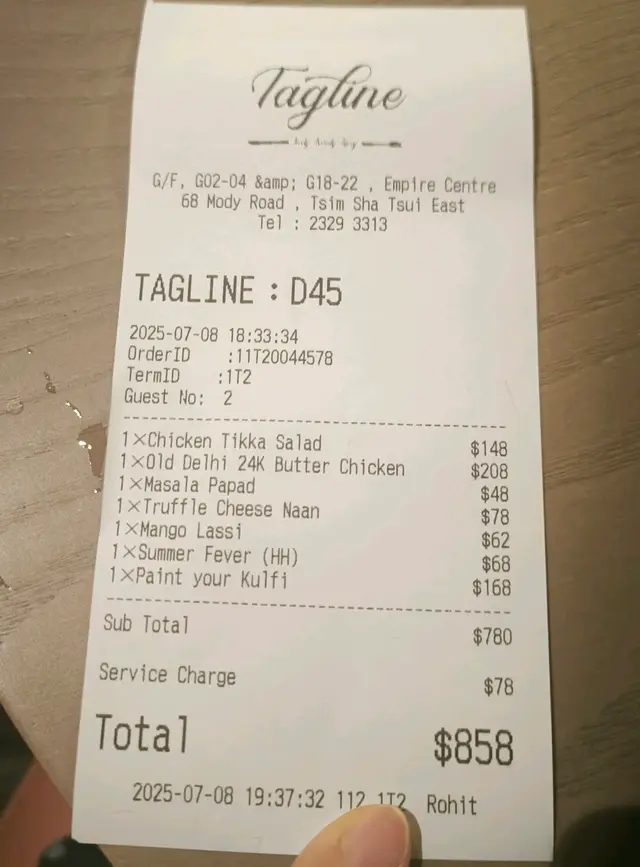 Tagline
G/F, G02-04 &amp; G18-22 , Empire Centre
68 Mody Road , Tsim Sha Tsui East
Tel : 2329 3313
TAGLINE : D45
2025-07-08 18:33:34
OrderID :11T20044578
TermID :1T2
Guest No: 2
1×Chicken Tikka Salad $148
1×Old Delhi 24K Butter Chicken $208
1×Masala Papad $48
1×Truffle Cheese Naan $78
1×Mango Lassi $62
1×Summer Fever (HH) $68
1×Paint your Kulfi $168
Sub Total $780
Service Charge $78
Total $858
2025-07-08 19:37:32 112 1T2 Rohit